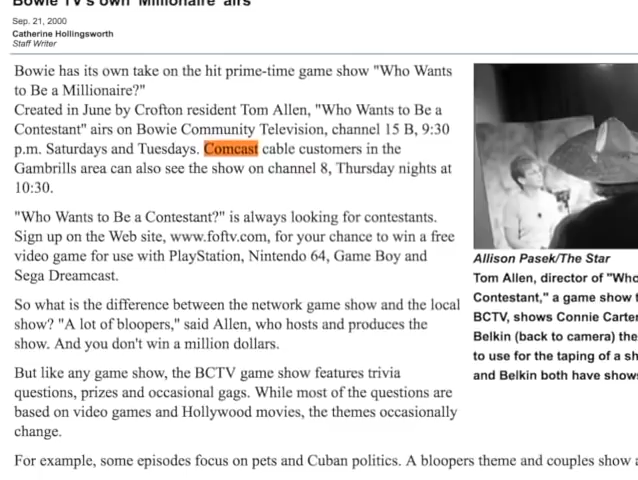 Bowie TV's own 'Millionaire' airs
Sep. 21, 2000
Catherine Hollingsworth
Staff Writer
Bowie has its own take on the hit prime-time game show "Who Wants
to Be a Millionaire?"
Created in June by Crofton resident Tom Allen, "Who Wants to Be a
Contestant" airs on Bowie Community Television, channel 15 B, 9:30
p.m. Saturdays and Tuesdays. Comcast cable customers in the
Gambrills area can also see the show on channel 8, Thursday nights at
10:30.
"Who Wants to Be a Contestant?" is always looking for contestants.
Sign up on the Web site, www.foftv.com, for your chance to win a free
video game for use with PlayStation, Nintendo 64, Game Boy and
Sega Dreamcast.
So what is the difference between the network game show and the local
show? "A lot of bloopers," said Allen, who hosts and produces the
show. And you don't win a million dollars.
But like any game show, the BCTV game show features trivia
questions, prizes and occasional gags. While most of the questions are
based on video games and Hollywood movies, the themes occasionally
change.
For example, some episodes focus on pets and Cuban politics. A bloopers theme and couples show
Allison Pasek/The Star
Tom Allen, director of "Who
Contestant," a game show
BCTV, shows Connie Carter
Belkin (back to camera) the
to use for the taping of a
and Belkin both have